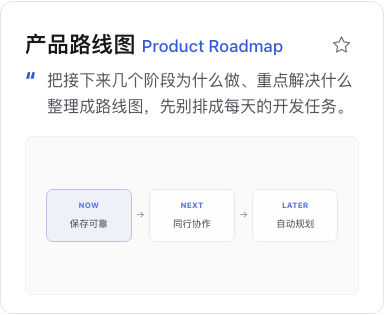 产品路线图 Product Roadmap
“ 把接下来几个阶段为什么做、重点解决什么
整理成路线图，先别排成每天的开发任务。
NOW → NEXT → LATER
保存可靠 同行协作 自动规划